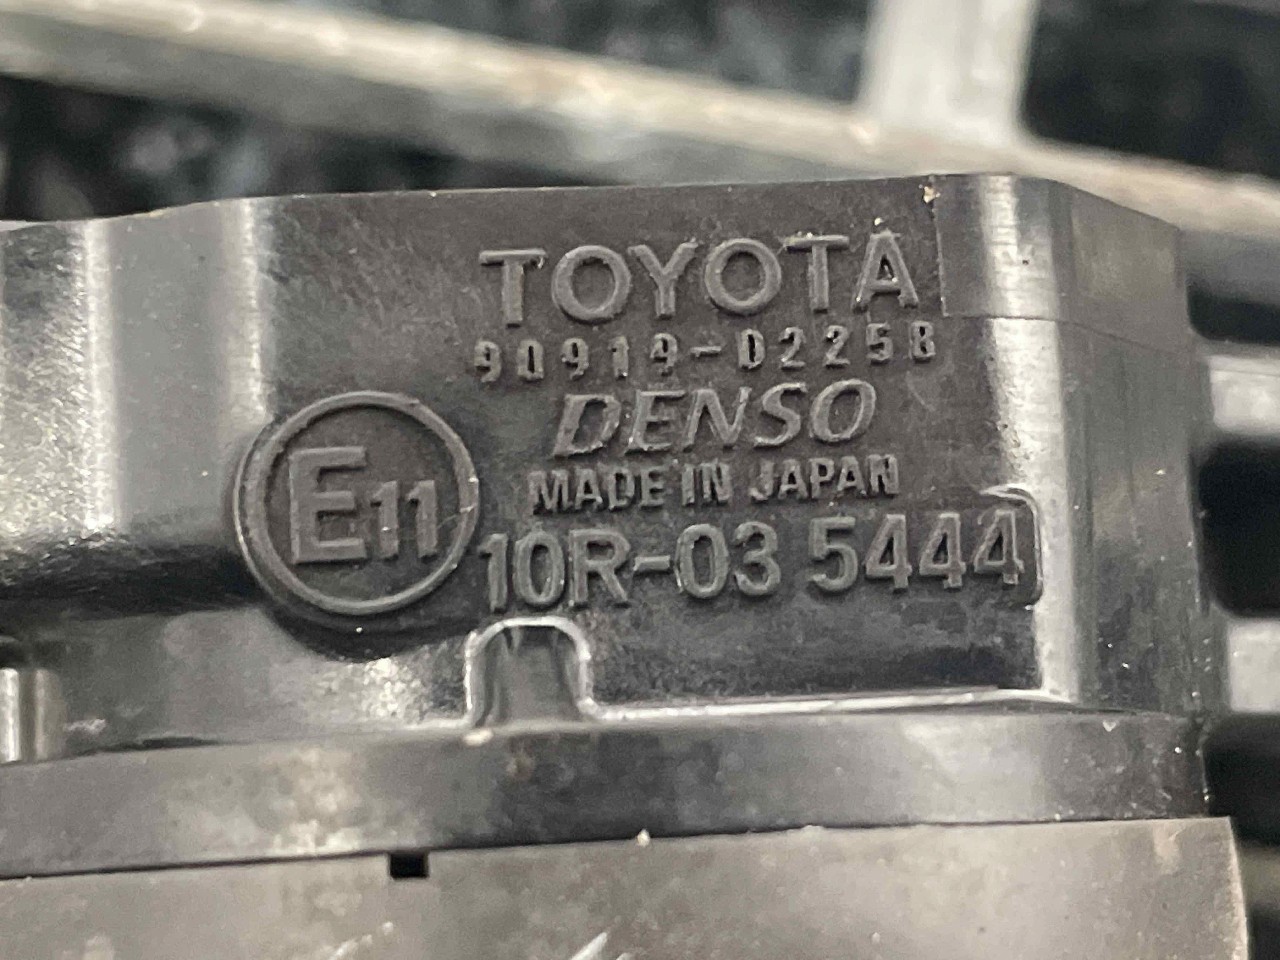 TOYOTA
90919-02258
DENSO
MADE IN JAPAN
E11
10R-03 5444